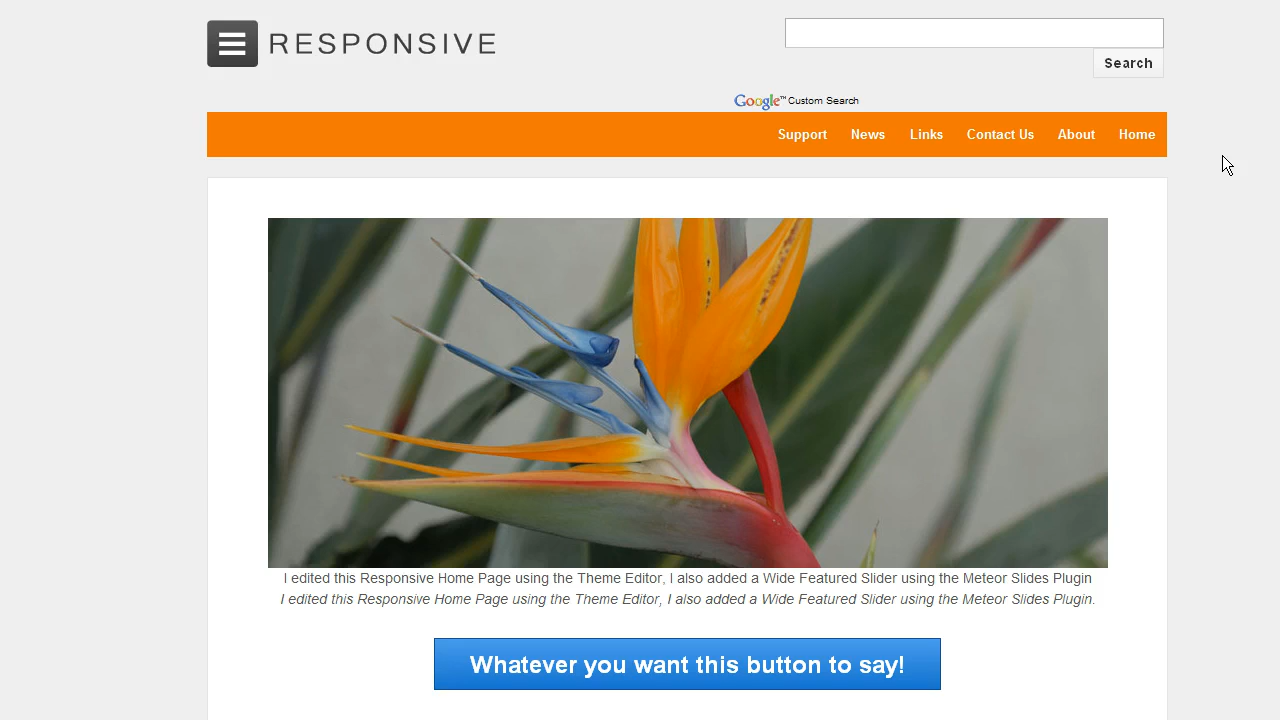 RESPONSIVE
Search
Google™ Custom Search
Support News Links Contact Us About Home
I edited this Responsive Home Page using the Theme Editor, I also added a Wide Featured Slider using the Meteor Slides Plugin
I edited this Responsive Home Page using the Theme Editor, I also added a Wide Featured Slider using the Meteor Slides Plugin.
Whatever you want this button to say!